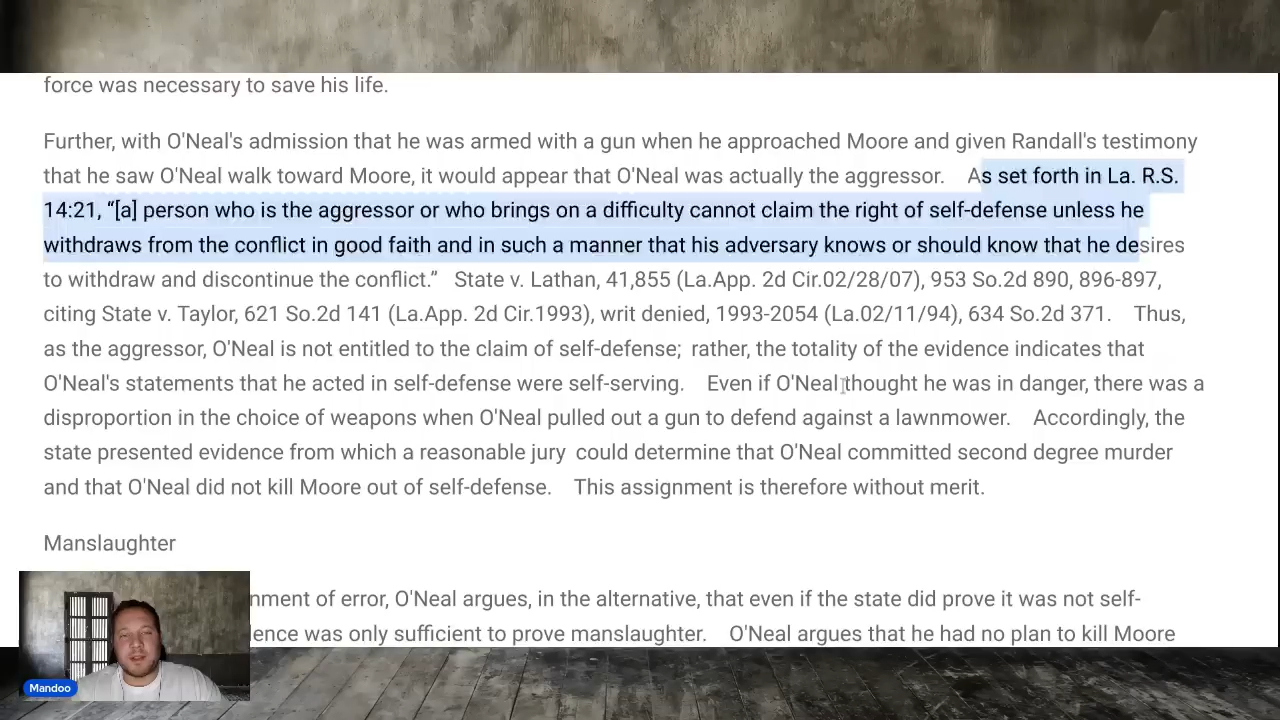 force was necessary to save his life.
Further, with O'Neal's admission that he was armed with a gun when he approached Moore and given Randall's testimony
that he saw O'Neal walk toward Moore, it would appear that O'Neal was actually the aggressor. As set forth in La. R.S.
14:21, “[a] person who is the aggressor or who brings on a difficulty cannot claim the right of self-defense unless he
withdraws from the conflict in good faith and in such a manner that his adversary knows or should know that he desires
to withdraw and discontinue the conflict.” State v. Lathan, 41,855 (La.App. 2d Cir.02/28/07), 953 So.2d 890, 896-897,
citing State v. Taylor, 621 So.2d 141 (La.App. 2d Cir.1993), writ denied, 1993-2054 (La.02/11/94), 634 So.2d 371. Thus,
as the aggressor, O'Neal is not entitled to the claim of self-defense; rather, the totality of the evidence indicates that
O'Neal's statements that he acted in self-defense were self-serving. Even if O'Neal thought he was in danger, there was a
disproportion in the choice of weapons when O'Neal pulled out a gun to defend against a lawnmower. Accordingly, the
state presented evidence from which a reasonable jury could determine that O'Neal committed second degree murder
and that O'Neal did not kill Moore out of self-defense. This assignment is therefore without merit.
Manslaughter
nment of error, O'Neal argues, in the alternative, that even if the state did prove it was not self-
lence was only sufficient to prove manslaughter. O'Neal argues that he had no plan to kill Moore
Mandoo